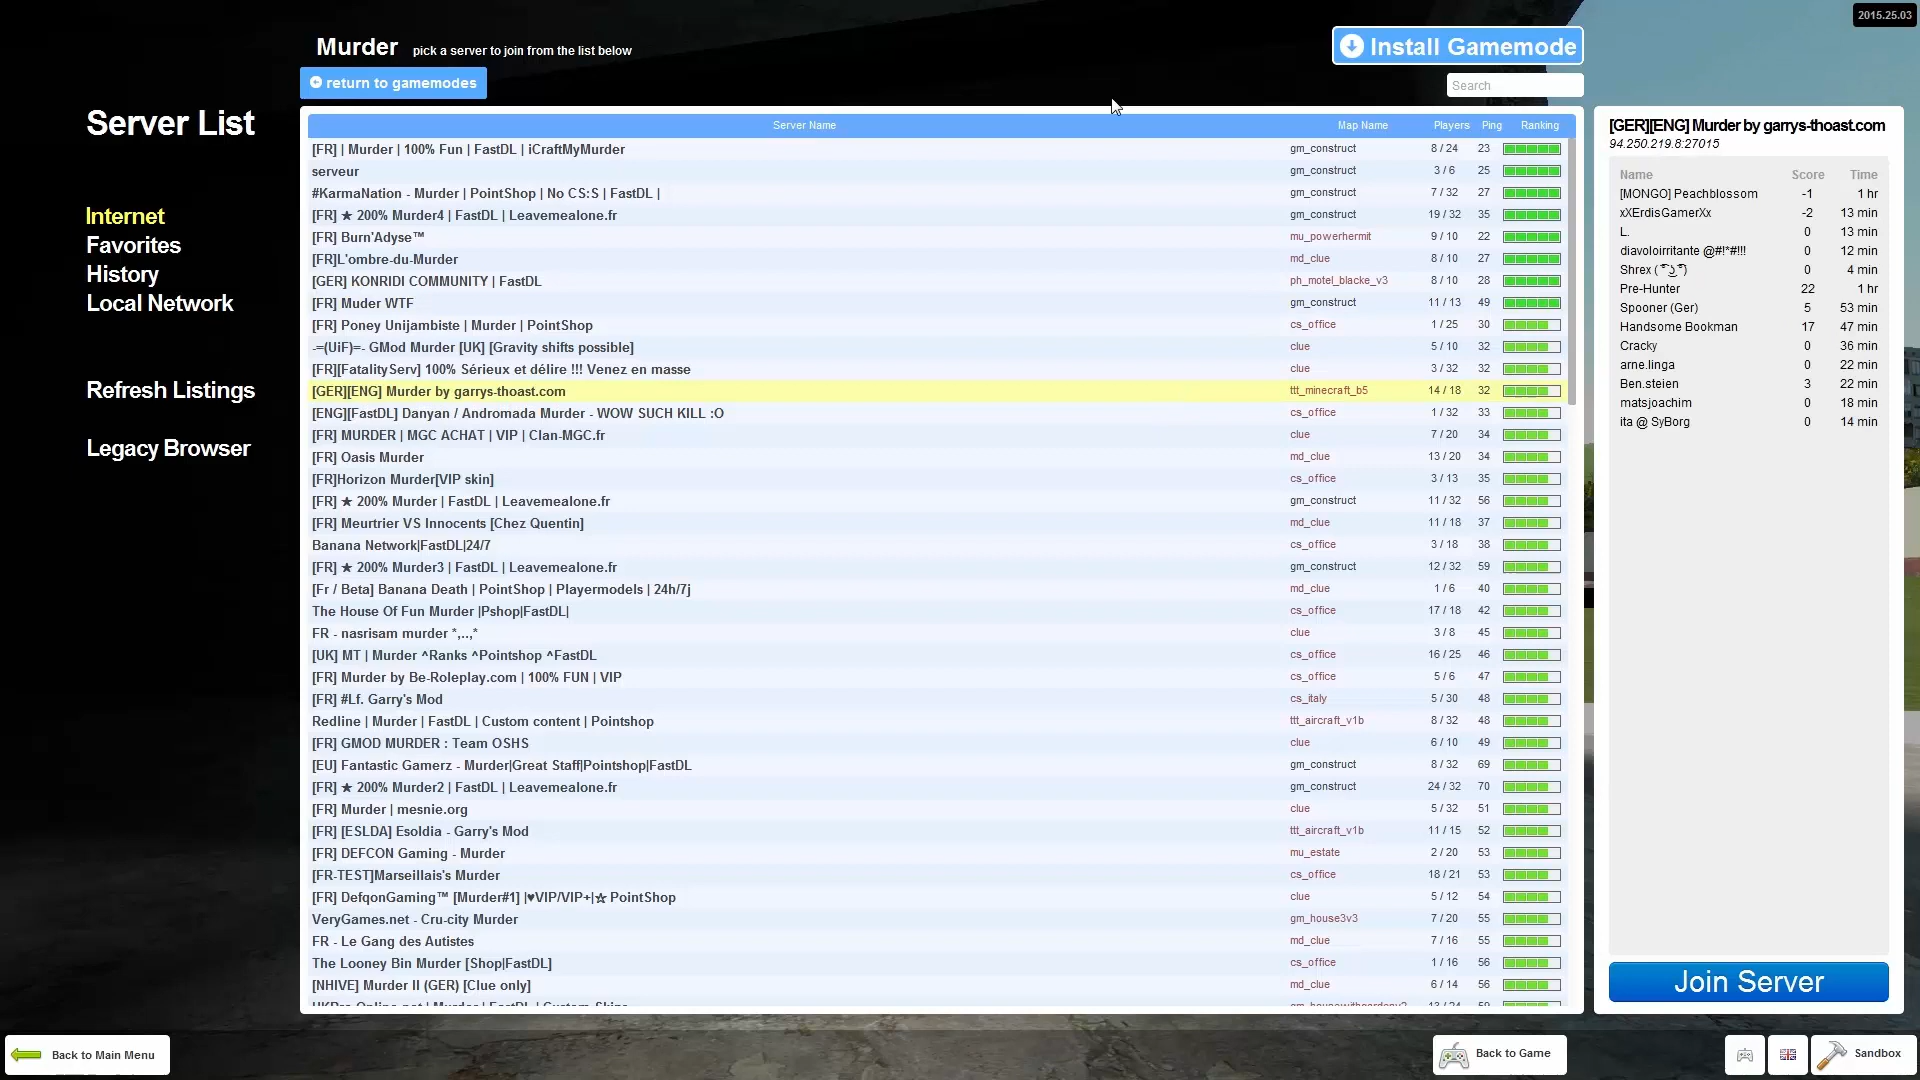 2015.25.03
Murder pick a server to join from the list below
Install Gamemode
return to gamemodes
Search
Server List
Internet
Favorites
History
Local Network
Refresh Listings
Legacy Browser
Server Name Map Name Players Ping Ranking
[FR] | Murder | 100% Fun | FastDL | iCraftMyMurder gm_construct 8 / 24 23
serveur gm_construct 3 / 6 25
#KarmaNation - Murder | PointShop | No CS:S | FastDL | gm_construct 7 / 32 27
[FR] ★ 200% Murder4 | FastDL | Leavemealone.fr gm_construct 19 / 32 35
[FR] Burn'Adyse™ mu_powerhermit 9 / 10 22
[FR]L'ombre-du-Murder md_clue 8 / 10 27
[GER] KONRIDI COMMUNITY | FastDL ph_motel_blacke_v3 8 / 10 28
[FR] Muder WTF gm_construct 11 / 13 49
[FR] Poney Unijambiste | Murder | PointShop cs_office 1 / 25 30
-=(UiF)=- GMod Murder [UK] [Gravity shifts possible] clue 5 / 10 32
[FR][FatalityServ] 100% Sérieux et délire !!! Venez en masse clue 3 / 32 32
[GER][ENG] Murder by garrys-thoast.com ttt_minecraft_b5 14 / 18 32
[ENG][FastDL] Danyan / Andromada Murder - WOW SUCH KILL :O cs_office 1 / 32 33
[FR] MURDER | MGC ACHAT | VIP | Clan-MGC.fr clue 7 / 20 34
[FR] Oasis Murder md_clue 13 / 20 34
[FR]Horizon Murder[VIP skin] cs_office 3 / 13 35
[FR] ★ 200% Murder | FastDL | Leavemealone.fr gm_construct 11 / 32 56
[FR] Meurtrier VS Innocents [Chez Quentin] md_clue 11 / 18 37
Banana Network|FastDL|24/7 cs_office 3 / 18 38
[FR] ★ 200% Murder3 | FastDL | Leavemealone.fr gm_construct 12 / 32 59
[Fr / Beta] Banana Death | PointShop | Playermodels | 24h/7j md_clue 1 / 6 40
The House Of Fun Murder |Pshop|FastDL| cs_office 17 / 18 42
FR - nasrisam murder *,..,* clue 3 / 8 45
[UK] MT | Murder ^Ranks ^Pointshop ^FastDL cs_office 16 / 25 46
[FR] Murder by Be-Roleplay.com | 100% FUN | VIP cs_office 5 / 6 47
[FR] #Lf. Garry's Mod cs_italy 5 / 30 48
Redline | Murder | FastDL | Custom content | Pointshop ttt_aircraft_v1b 8 / 32 48
[FR] GMOD MURDER : Team OSHS clue 6 / 10 49
[EU] Fantastic Gamerz - Murder|Great Staff|Pointshop|FastDL gm_construct 8 / 32 69
[FR] ★ 200% Murder2 | FastDL | Leavemealone.fr gm_construct 24 / 32 70
[FR] Murder | mesnie.org clue 5 / 32 51
[FR] [ESLDA] Esoldia - Garry's Mod ttt_aircraft_v1b 11 / 15 52
[FR] DEFCON Gaming - Murder mu_estate 2 / 20 53
[FR-TEST]Marseillais's Murder cs_office 18 / 21 53
[FR] DefqonGaming™ [Murder#1] |♥VIP/VIP+|☆ PointShop clue 5 / 12 54
VeryGames.net - Cru-city Murder gm_house3v3 7 / 20 55
FR - Le Gang des Autistes md_clue 7 / 16 55
The Looney Bin Murder [Shop|FastDL] cs_office 1 / 16 56
[NHIVE] Murder II (GER) [Clue only] md_clue 6 / 14 56
[GER][ENG] Murder by garrys-thoast.com
94.250.219.8:27015
Name Score Time
[MONGO] Peachblossom -1 1 hr
xXErdisGamerXx -2 13 min
L. 0 13 min
diavoloirritante @#!*#!!! 0 12 min
Shrex ( ͡° ͜ʖ ͡°) 0 4 min
Pre-Hunter 22 1 hr
Spooner (Ger) 5 53 min
Handsome Bookman 17 47 min
Cracky 0 36 min
arne.linga 0 22 min
Ben.steien 3 22 min
matsjoachim 0 18 min
ita @ SyBorg 0 14 min
Join Server
Back to Main Menu
Back to Game
Sandbox